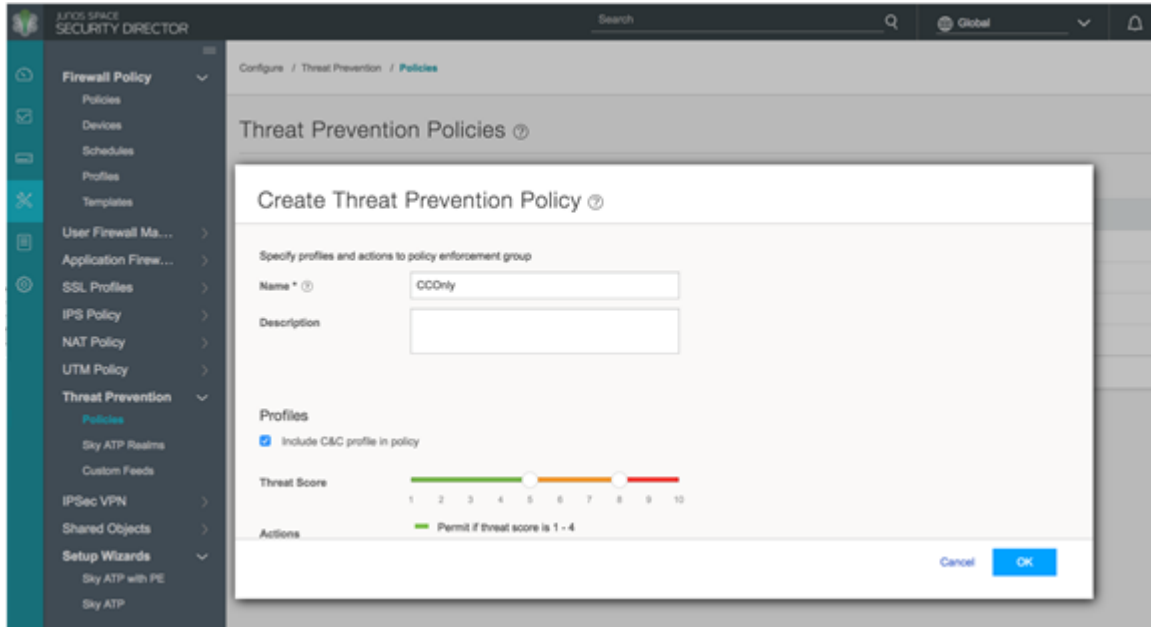 JUNOS SPACE
SECURITY DIRECTOR
Search
Global
Firewall Policy
Policies
Devices
Schedules
Profiles
Templates
User Firewall Ma...
Application Firew...
SSL Profiles
IPS Policy
NAT Policy
UTM Policy
Threat Prevention
Policies
Sky ATP Realms
Custom Feeds
IPSec VPN
Shared Objects
Setup Wizards
Sky ATP with PE
Sky ATP
Configure / Threat Prevention / Policies
Threat Prevention Policies ?
Create Threat Prevention Policy ?
Specify profiles and actions to policy enforcement group
Name * ? CCOnly
Description
Profiles
Include C&C profile in policy
Threat Score
1 2 3 4 5 6 7 8 9 10
Actions Permit if threat score is 1 - 4
Cancel OK